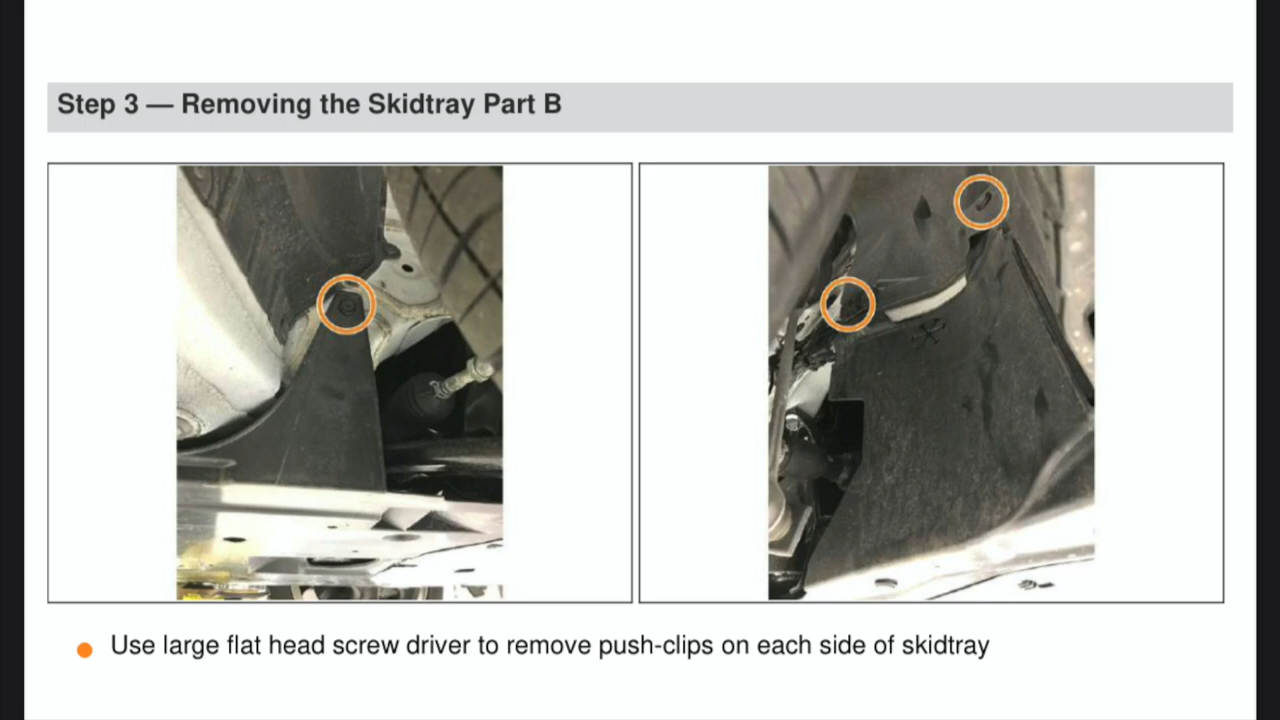 Step 3 — Removing the Skidtray Part B
Use large flat head screw driver to remove push-clips on each side of skidtray